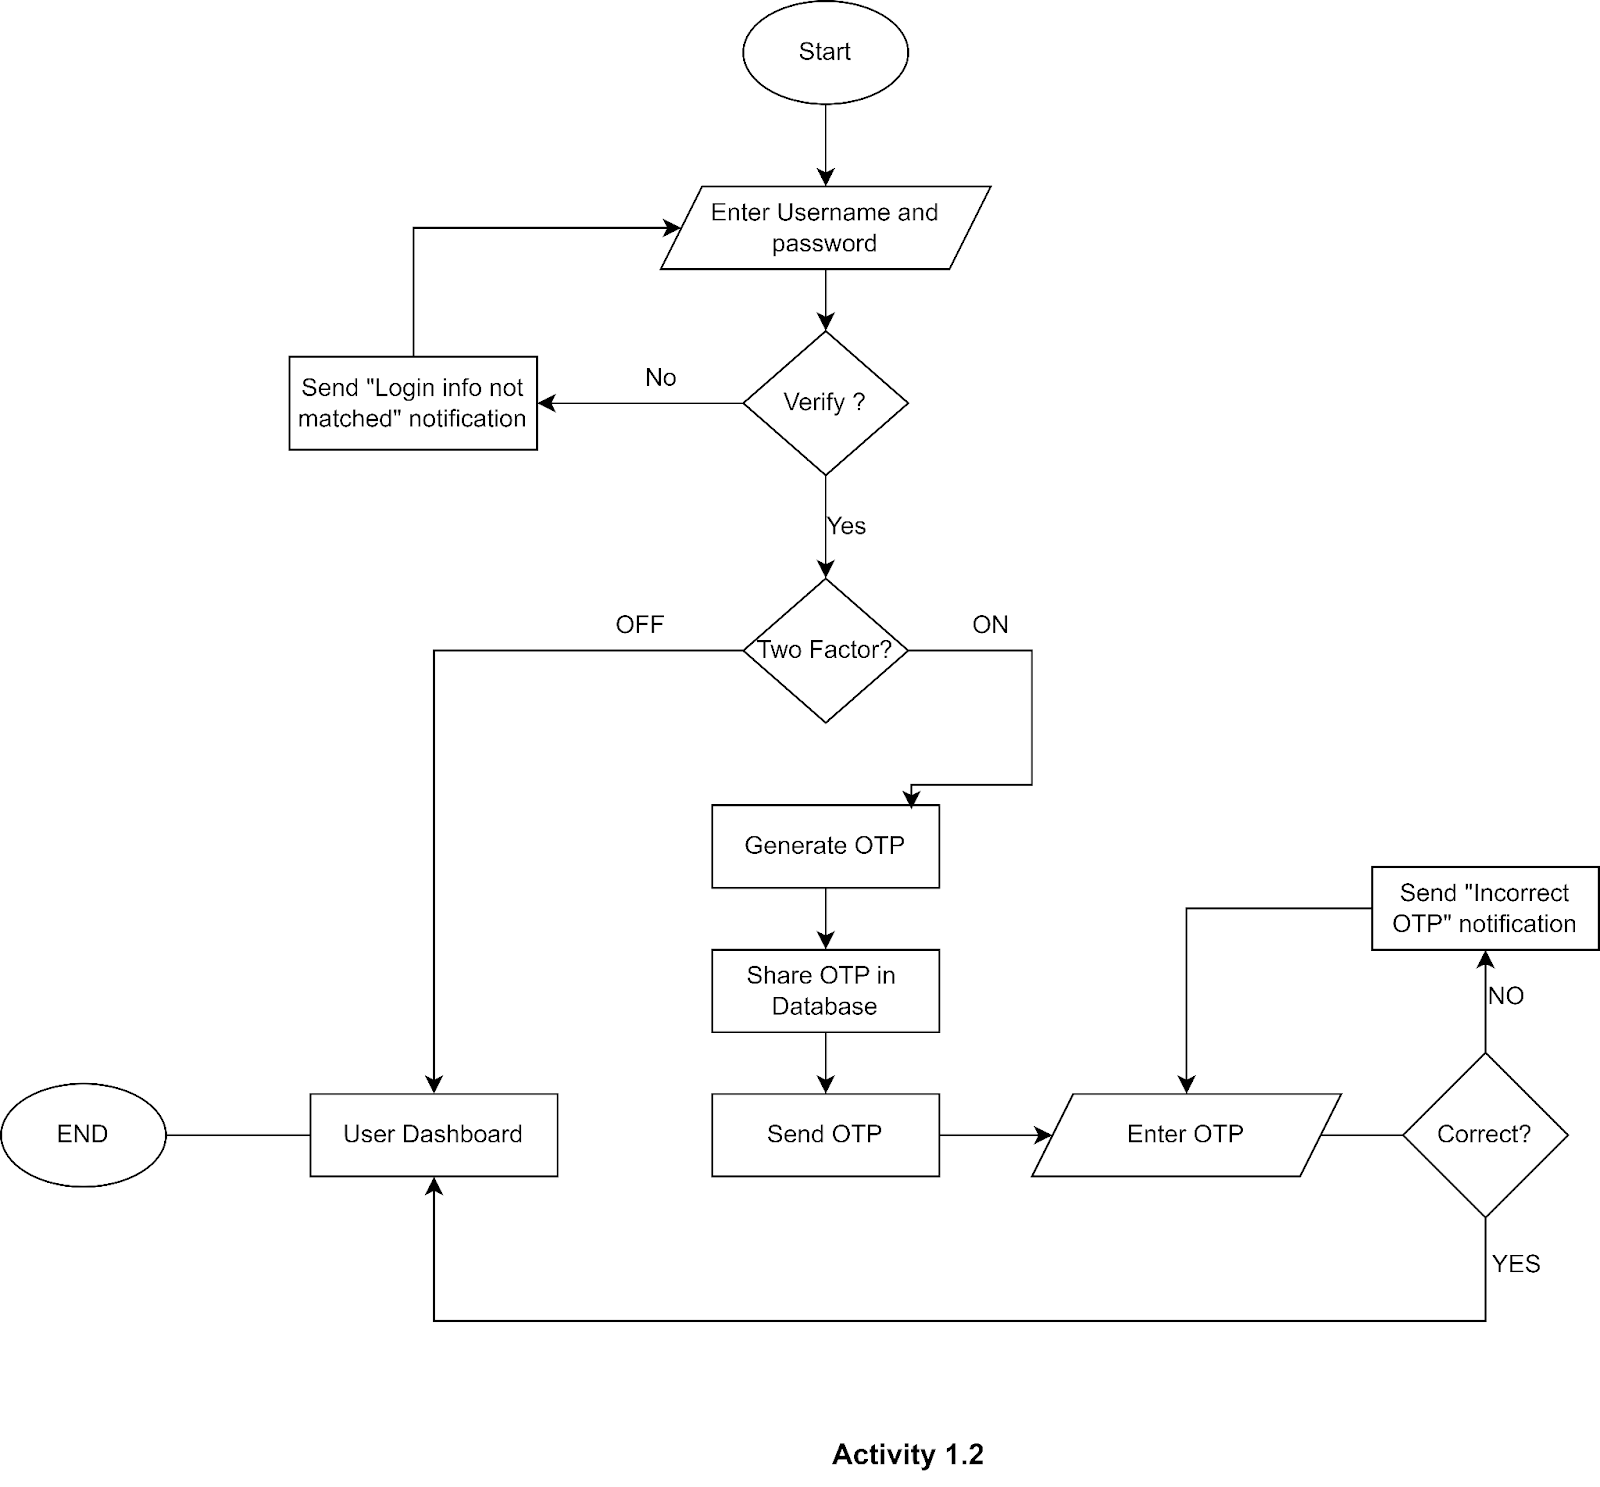 Start
Enter Username and
password
Send "Login info not
matched" notification
No
Verify ?
Yes
OFF
ON
Two Factor?
Generate OTP
Share OTP in
Database
Send "Incorrect
OTP" notification
NO
END
User Dashboard
Send OTP
Enter OTP
Correct?
YES
Activity 1.2